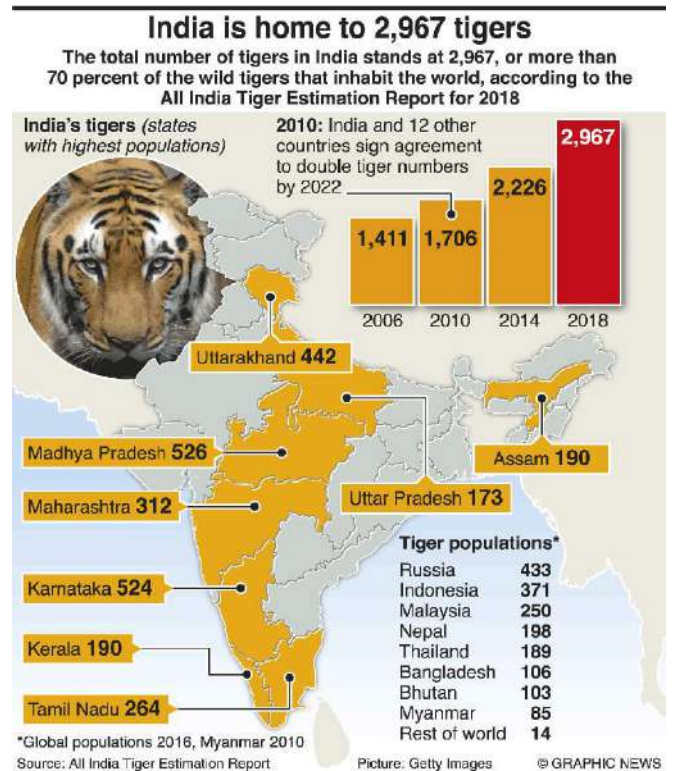 India is home to 2,967 tigers
The total number of tigers in India stands at 2,967, or more than
70 percent of the wild tigers that inhabit the world, according to the
All India Tiger Estimation Report for 2018
India's tigers (states
with highest populations)
2010: India and 12 other
countries sign agreement
to double tiger numbers
by 2022
1,411
1,706
2,226
2,967
2006
2010
2014
2018
Uttarakhand 442
Madhya Pradesh 526
Assam 190
Maharashtra 312
Uttar Pradesh 173
Karnataka 524
Kerala 190
Tamil Nadu 264
Tiger populations*
Russia 433
Indonesia 371
Malaysia 250
Nepal 198
Thailand 189
Bangladesh 106
Bhutan 103
Myanmar 85
Rest of world 14
*Global populations 2016, Myanmar 2010
Source: All India Tiger Estimation Report
Picture: Getty Images
© GRAPHIC NEWS